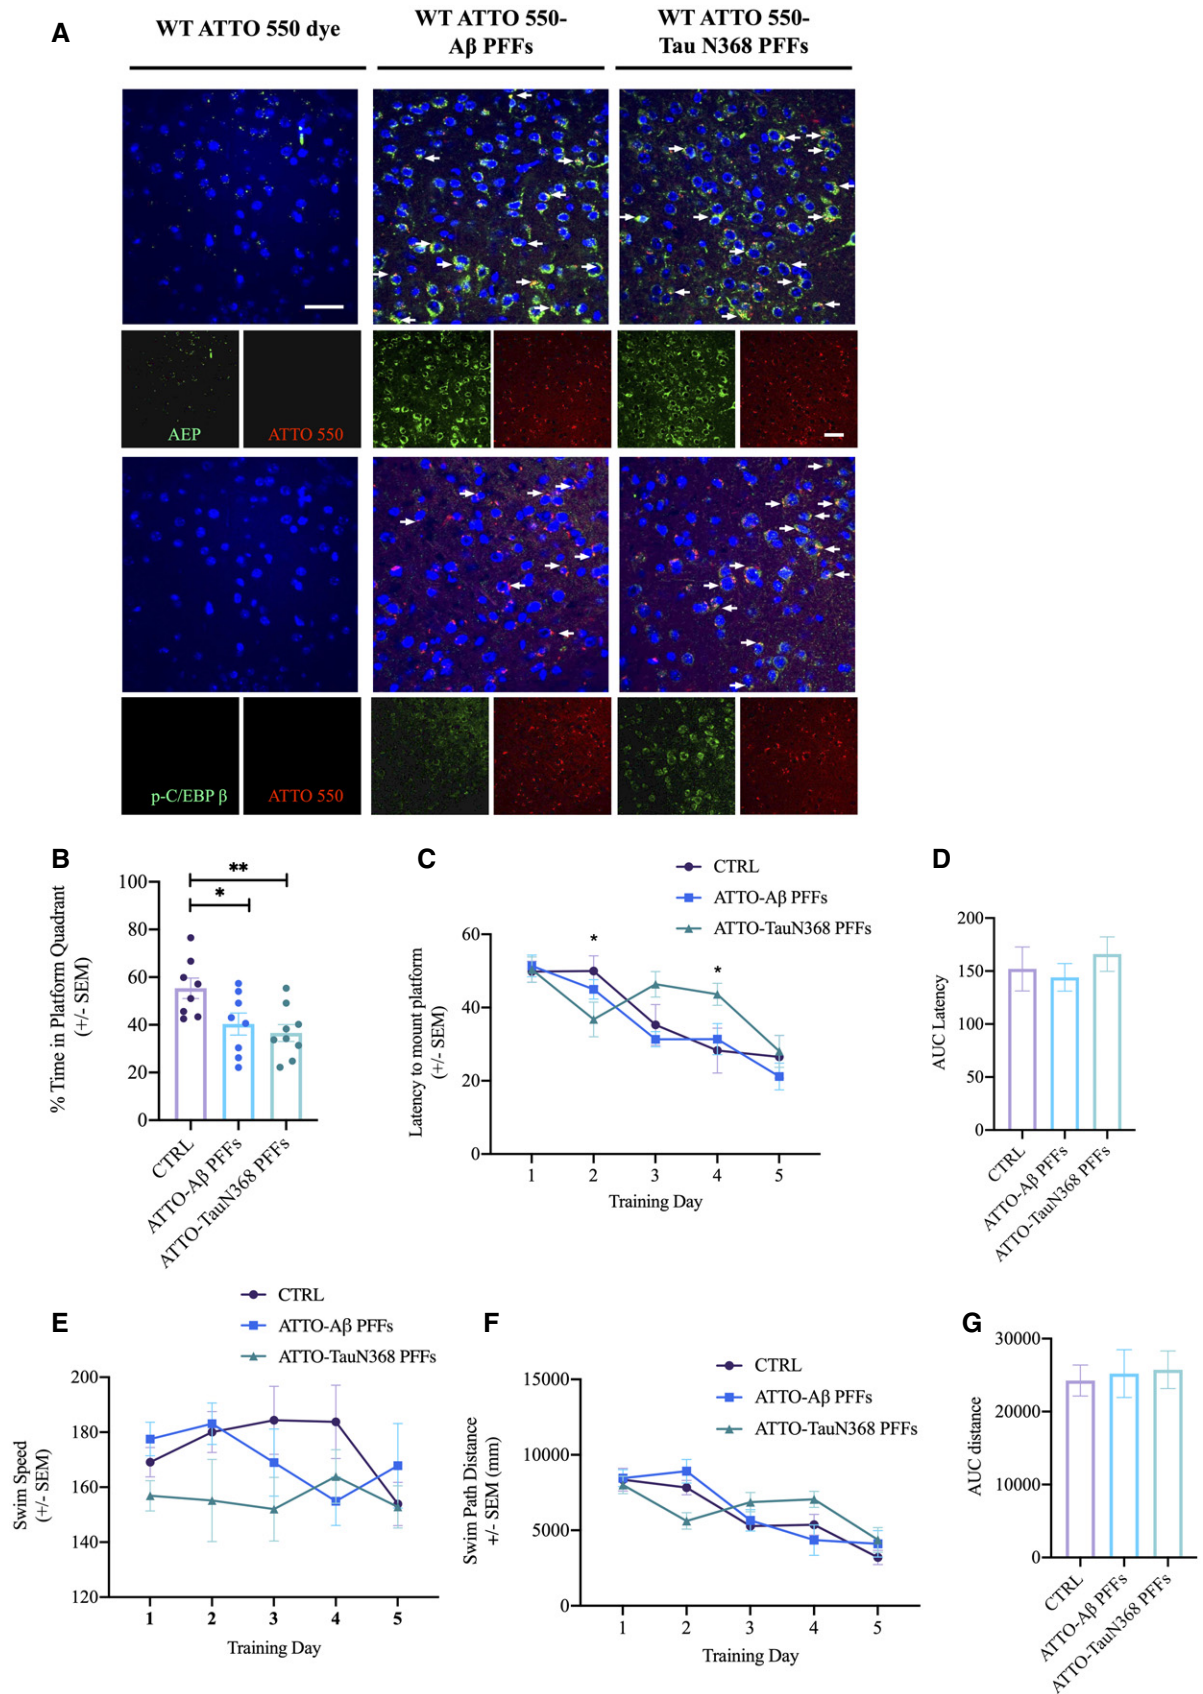 A
WT ATTO 550 dye
WT ATTO 550-
Aβ PFFs
WT ATTO 550-
Tau N368 PFFs
AEP
ATTO 550
p-C/EBP β
ATTO 550
B
% Time in Platform Quadrant
(+/- SEM)
100
80
60
40
20
0
**
*
CTRL
ATTO-Aβ PFFs
ATTO-TauN368 PFFs
C
CTRL
ATTO-Aβ PFFs
ATTO-TauN368 PFFs
Latency to mount platform
(+/- SEM)
60
40
20
0
*
*
1 2 3 4 5
Training Day
D
AUC Latency
200
150
100
50
0
CTRL
ATTO-Aβ PFFs
ATTO-TauN368 PFFs
E
CTRL
ATTO-Aβ PFFs
ATTO-TauN368 PFFs
Swim Speed
(+/- SEM)
200
180
160
140
120
1 2 3 4 5
Training Day
F
CTRL
ATTO-Aβ PFFs
ATTO-TauN368 PFFs
Swim Path Distance
+/- SEM (mm)
15000
10000
5000
0
1 2 3 4 5
Training Day
G
AUC distance
30000
20000
10000
0
CTRL
ATTO-Aβ PFFs
ATTO-TauN368 PFFs